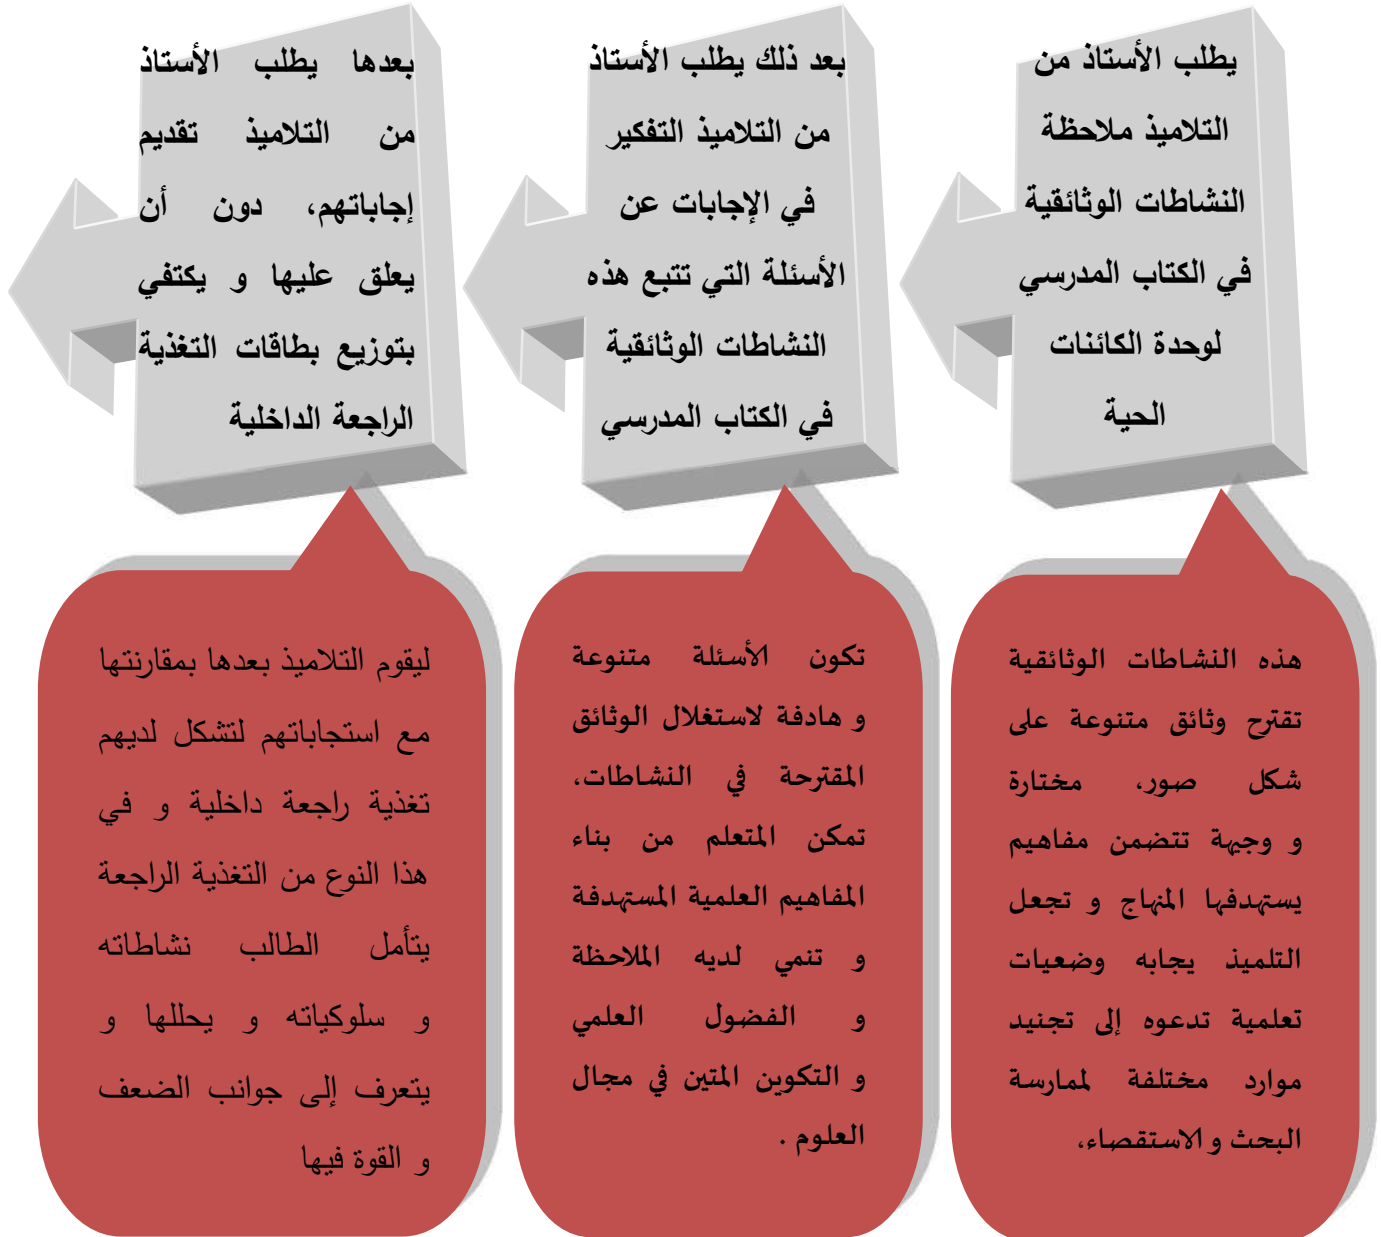 يطلب الأستاذ من
التلاميذ ملاحظة
النشاطات الوثائقية
في الكتاب المدرسي
لوحدة الكائنات
الحية
بعد ذلك يطلب الأستاذ
من التلاميذ التفكير
في الإجابات عن
الأسئلة التي تتبع هذه
النشاطات الوثائقية
في الكتاب المدرسي
بعدها يطلب الأستاذ
من التلاميذ تقديم
إجاباتهم، دون أن
يعلق عليها و يكتفي
بتوزيع بطاقات التغذية
الراجعة الداخلية
هذه النشاطات الوثائقية
تقترح وثائق متنوعة على
شكل صور، مختارة
و وجيهة تتضمن مفاهيم
يستهدفها المنهاج و تجعل
التلميذ يجابه وضعيات
تعلمية تدعوه إلى تجنيد
موارد مختلفة لممارسة
البحث و الاستقصاء،
تكون الأسئلة متنوعة
و هادفة لاستغلال الوثائق
المقترحة في النشاطات،
تمكن المتعلم من بناء
المفاهيم العلمية المستهدفة
و تنمي لديه الملاحظة
و الفضول العلمي
و التكوين المتين في مجال
العلوم .
ليقوم التلاميذ بعدها بمقارنتها
مع استجاباتهم لتشكل لديهم
تغذية راجعة داخلية و في
هذا النوع من التغذية الراجعة
يتأمل الطالب نشاطاته
و سلوكياته و يحللها و
يتعرف إلى جوانب الضعف
و القوة فيها